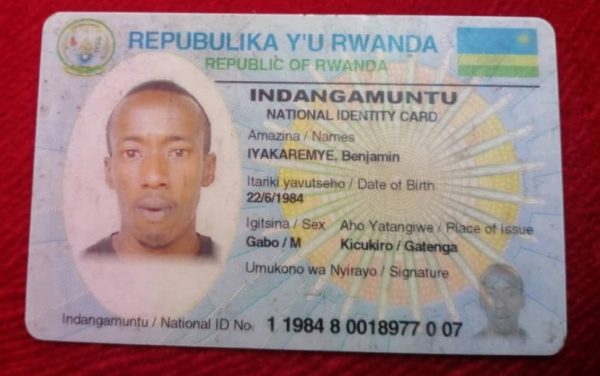 REPUBULIKA Y'U RWANDA
REPUBLIC OF RWANDA
INDANGAMUNTU
NATIONAL IDENTITY CARD
Amazina / Names
IYAKAREMYE, Benjamin
Itariki yavutseho / Date of Birth
22/6/1984
Igitsina / Sex Aho Yatangiwe / Place of Issue
Gabo / M Kicukiro / Gatenga
Umukono wa Nyirayo / Signature
Indangamuntu / National ID No. 1 1984 8 0018977 0 07